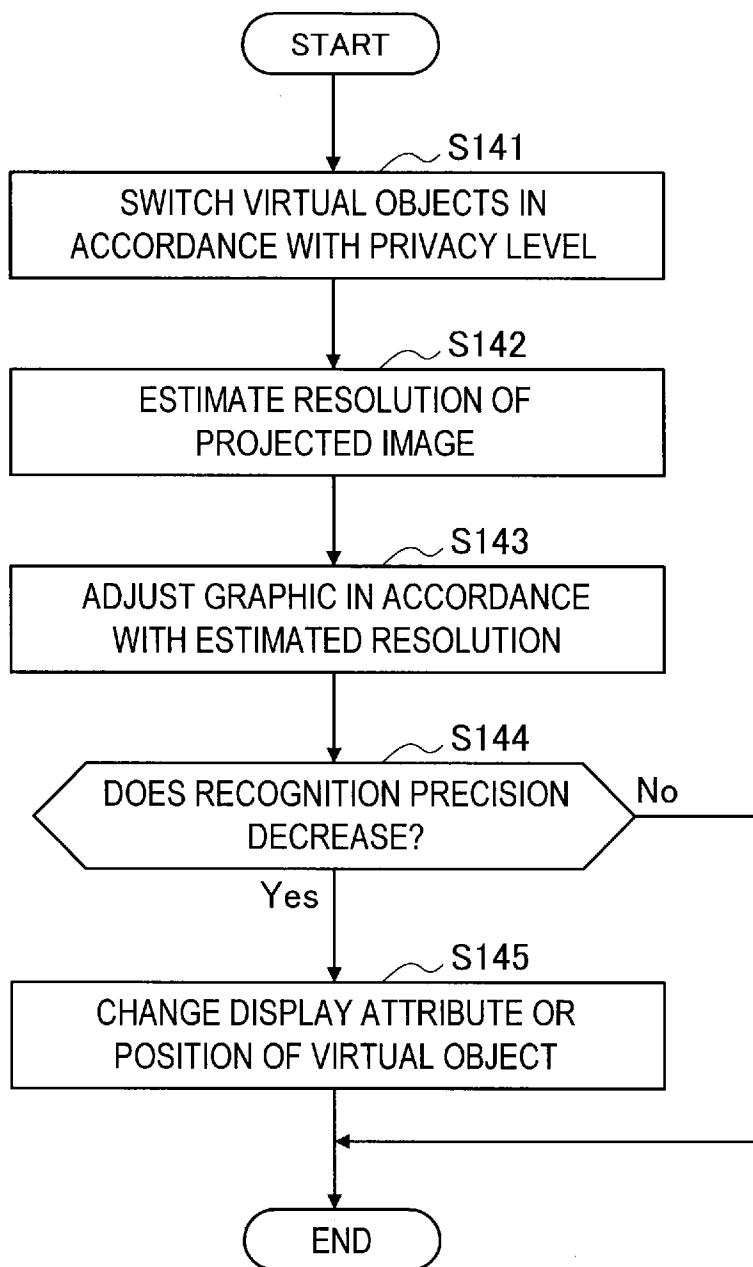 START
S141
SWITCH VIRTUAL OBJECTS IN
ACCORDANCE WITH PRIVACY LEVEL
S142
ESTIMATE RESOLUTION OF
PROJECTED IMAGE
S143
ADJUST GRAPHIC IN ACCORDANCE
WITH ESTIMATED RESOLUTION
S144
DOES RECOGNITION PRECISION
DECREASE?
No
Yes
S145
CHANGE DISPLAY ATTRIBUTE OR
POSITION OF VIRTUAL OBJECT
END